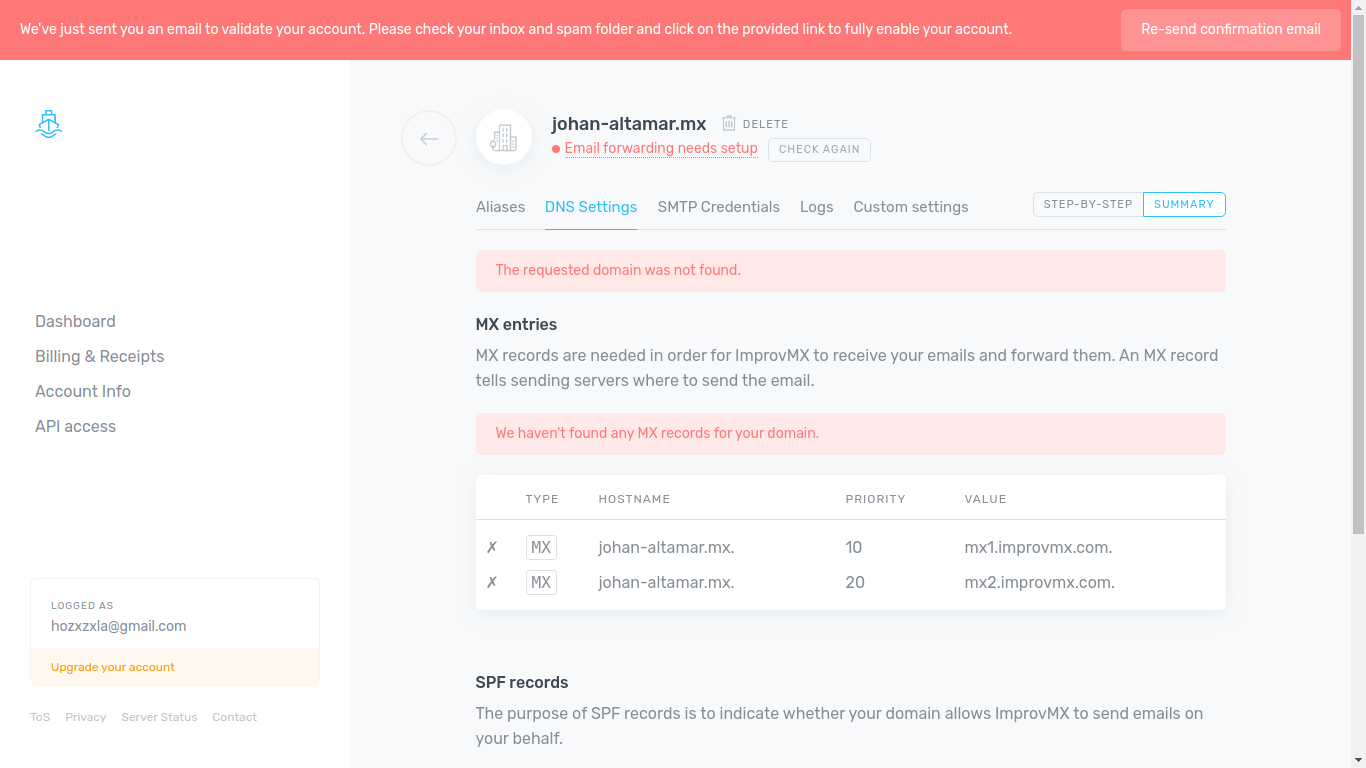 We've just sent you an email to validate your account. Please check your inbox and spam folder and click on the provided link to fully enable your account.
Re-send confirmation email
johan-altamar.mx
DELETE
Email forwarding needs setup
CHECK AGAIN
Aliases
DNS Settings
SMTP Credentials
Logs
Custom settings
STEP-BY-STEP
SUMMARY
The requested domain was not found.
MX entries
MX records are needed in order for ImprovMX to receive your emails and forward them. An MX record
tells sending servers where to send the email.
We haven't found any MX records for your domain.
TYPE HOSTNAME PRIORITY VALUE
✗ MX johan-altamar.mx. 10 mx1.improvmx.com.
✗ MX johan-altamar.mx. 20 mx2.improvmx.com.
SPF records
The purpose of SPF records is to indicate whether your domain allows ImprovMX to send emails on
your behalf.
Dashboard
Billing & Receipts
Account Info
API access
LOGGED AS
hozxzxla@gmail.com
Upgrade your account
ToS Privacy Server Status Contact